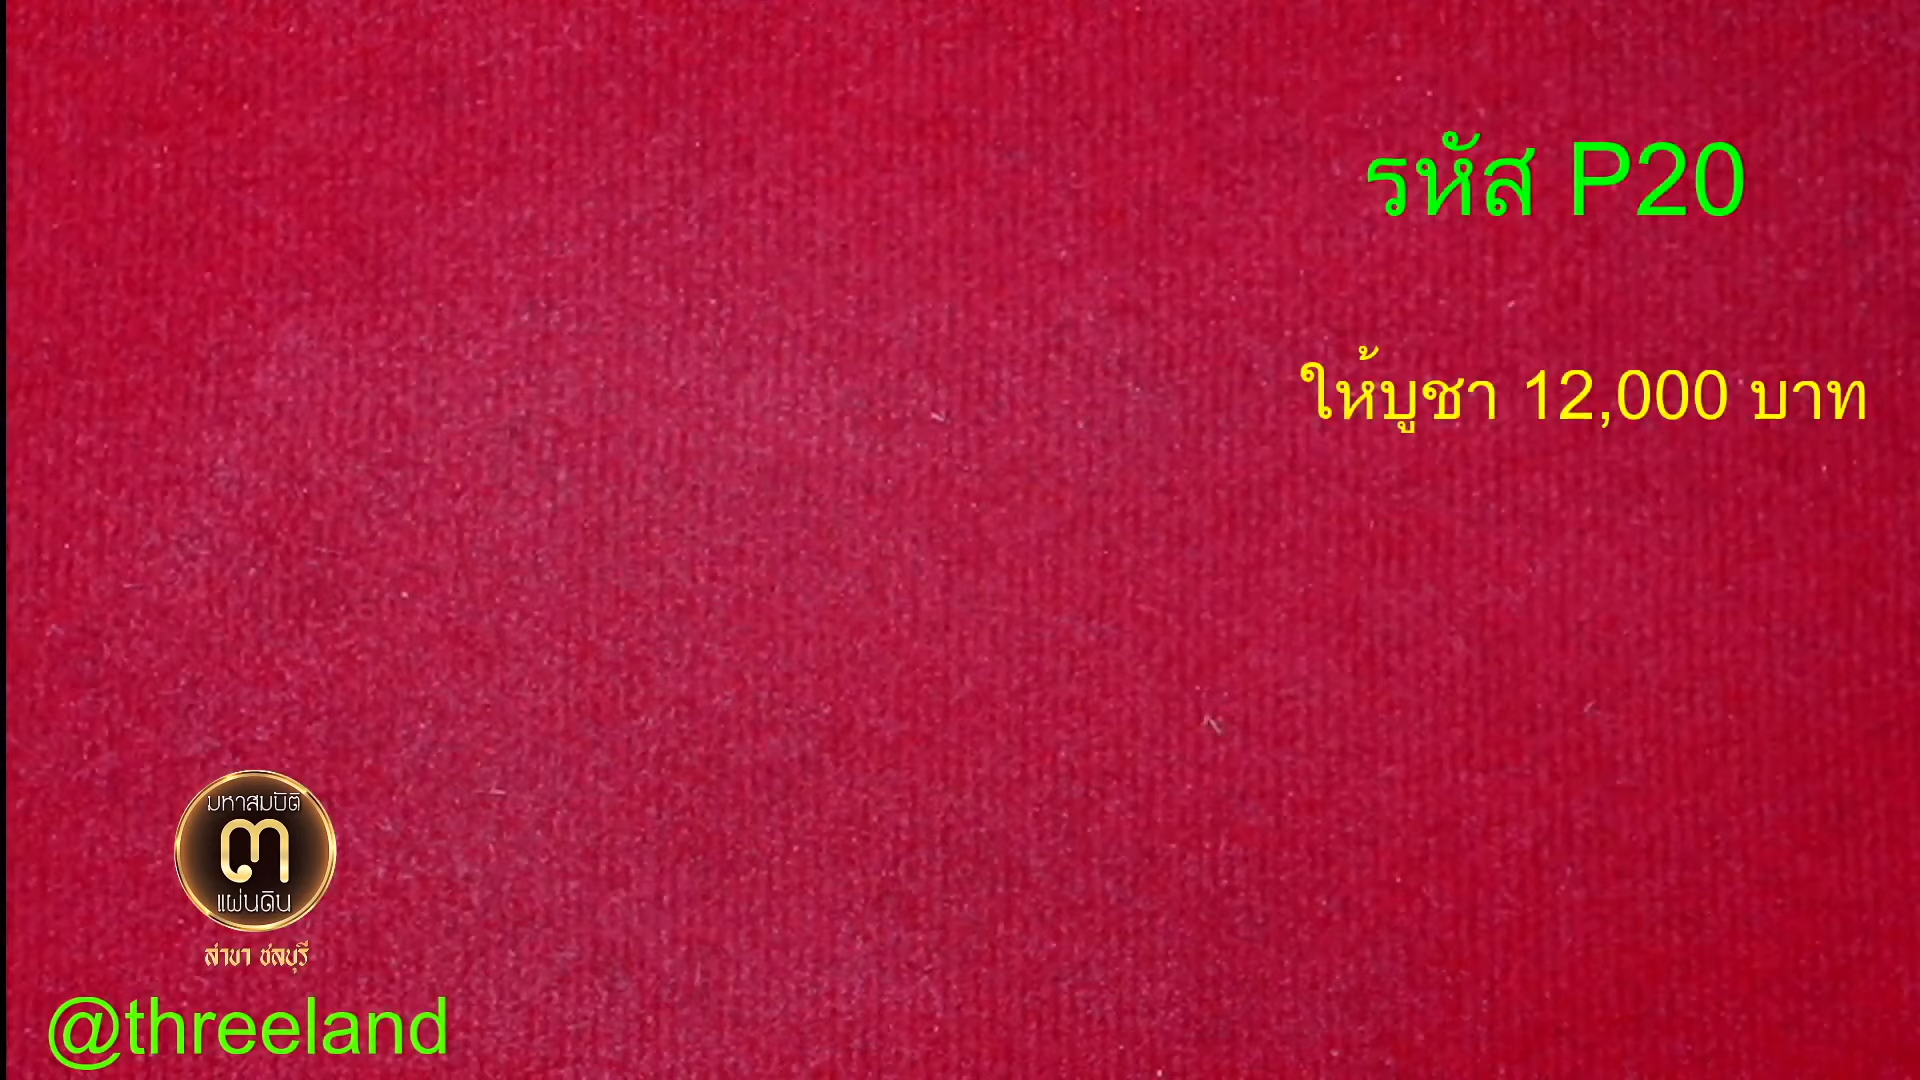 รหัส P20
ให้บูชา 12,000 บาท
มหาสมบัติ
๓
แผ่นดิน
สาขา ชลบุรี
@threeland